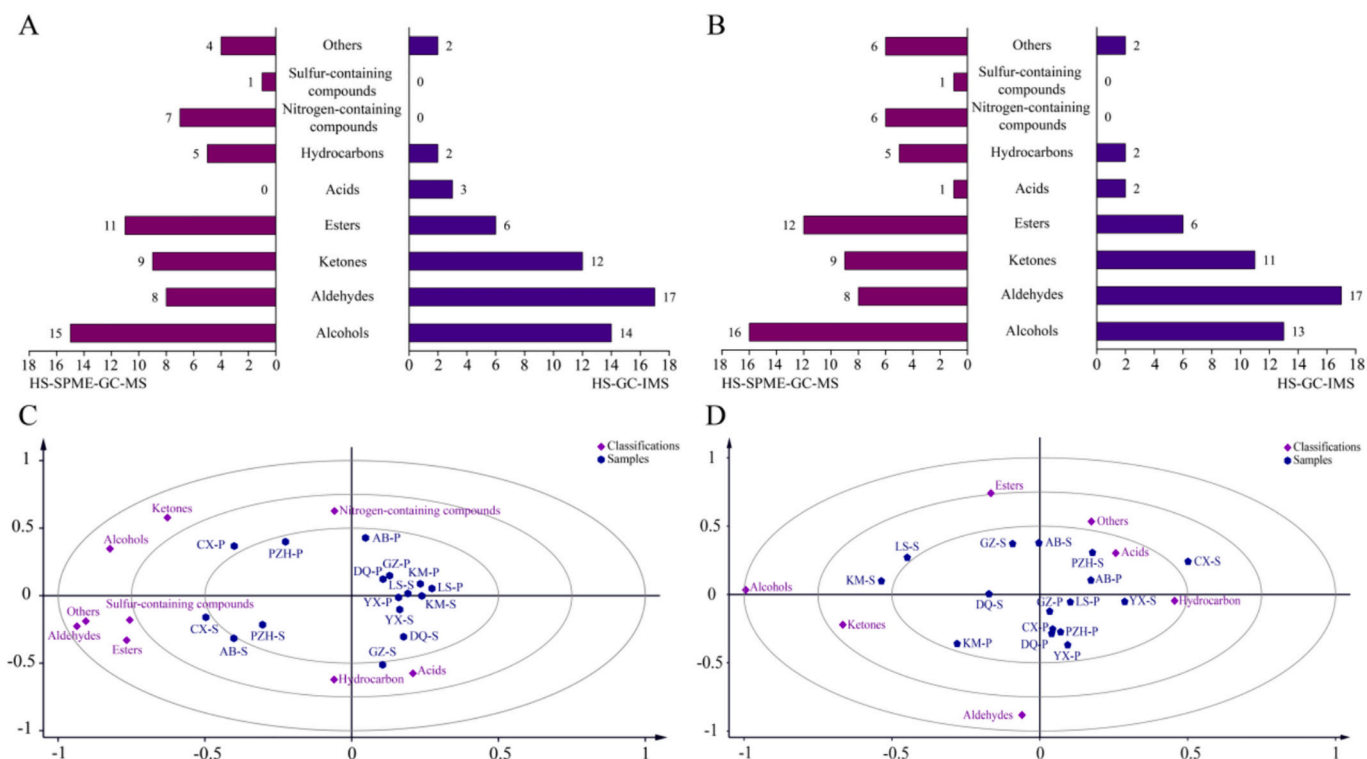 A
4 Others 2
1 Sulfur-containing compounds 0
7 Nitrogen-containing compounds 0
5 Hydrocarbons 2
0 Acids 3
11 Esters 6
9 Ketones 12
8 Aldehydes 17
15 Alcohols 14
18 16 14 12 10 8 6 4 2 0
0 2 4 6 8 10 12 14 16 18
HS-SPME-GC-MS
HS-GC-IMS
B
6 Others 2
1 Sulfur-containing compounds 0
6 Nitrogen-containing compounds 0
5 Hydrocarbons 2
1 Acids 2
12 Esters 6
9 Ketones 11
8 Aldehydes 17
16 Alcohols 13
18 16 14 12 10 8 6 4 2 0
0 2 4 6 8 10 12 14 16 18
HS-SPME-GC-MS
HS-GC-IMS
C
Classifications
Samples
1
0.5
0
-0.5
-1
Ketones
Nitrogen-containing compounds
Alcohols
CX-P
PZH-P
AB-P
GZ-P
DQ-P
KM-P
LS-S
LS-P
YX-P
KM-S
YX-S
Sulfur-containing compounds
Others
Aldehydes
Esters
CX-S
AB-S
PZH-S
DQ-S
GZ-S
Acids
Hydrocarbon
-1 -0.5 0 0.5 1
D
Classifications
Samples
1
0.5
0
-0.5
-1
Esters
Others
LS-S
GZ-S
AB-S
Acids
PZH-S
CX-S
KM-S
AB-P
Alcohols
DQ-S
GZ-P
LS-P
YX-S
Hydrocarbon
Ketones
CX-P
PZH-P
DQ-P
KM-P
YX-P
Aldehydes
-1 -0.5 0 0.5 1